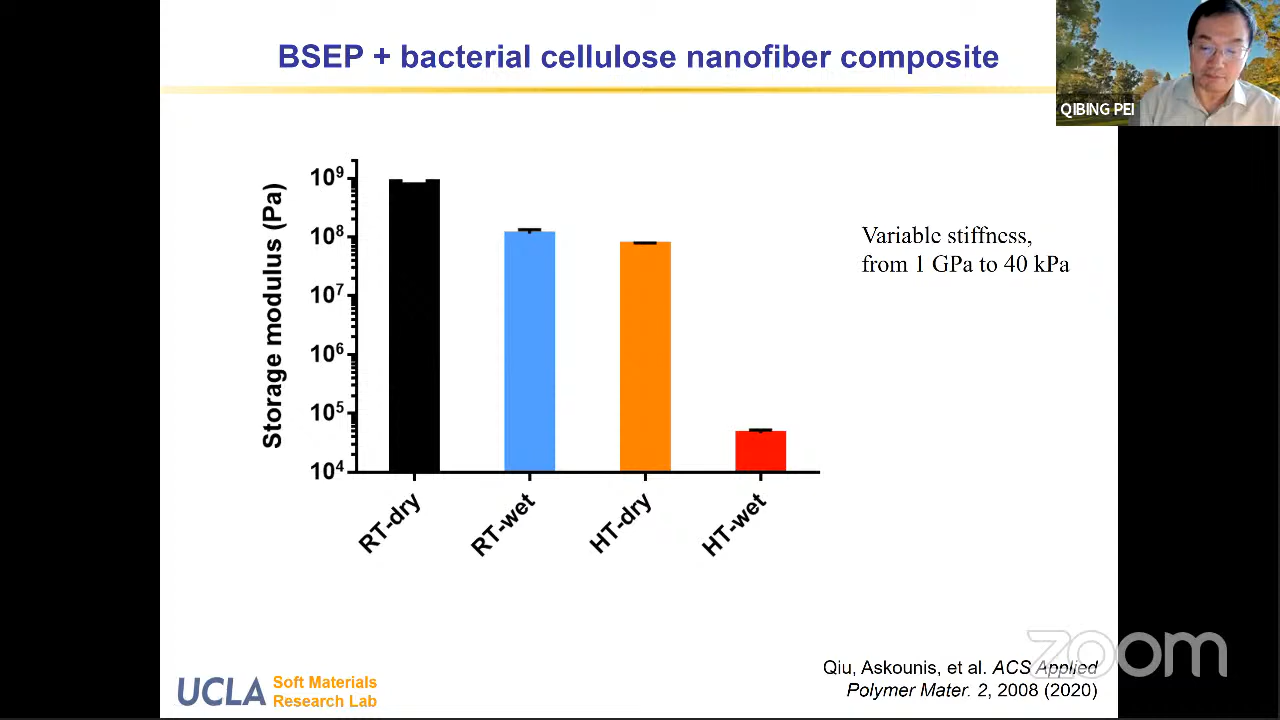 BSEP + bacterial cellulose nanofiber composite
QIBING PEI
Storage modulus (Pa)
10⁹
10⁸
10⁷
10⁶
10⁵
10⁴
RT-dry
RT-wet
HT-dry
HT-wet
Variable stiffness,
from 1 GPa to 40 kPa
zoom
Qiu, Askounis, et al. ACS Applied
Polymer Mater. 2, 2008 (2020)
UCLA
Soft Materials
Research Lab